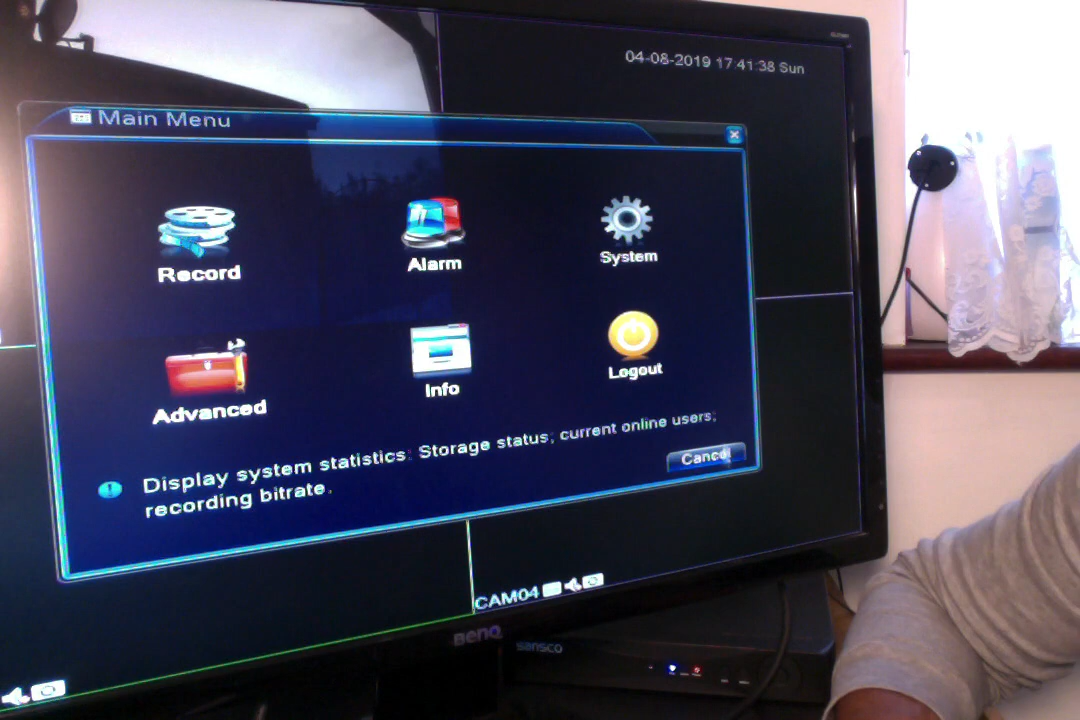 04-08-2019 17:41:38 Sun
Main Menu
Record
Alarm
System
Advanced
Info
Logout
Display system statistics: Storage status; current online users;
recording bitrate.
Cancel
CAM04
BenQ
sansco